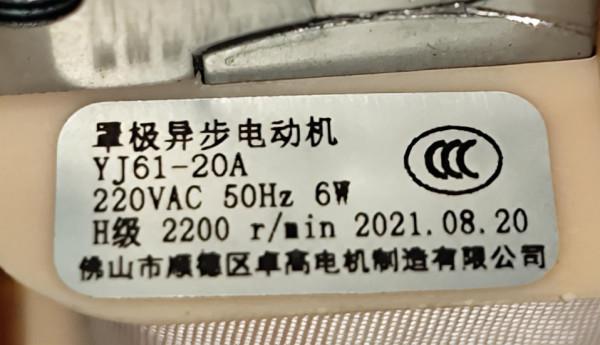 罩极异步电动机
YJ61-20A
220VAC 50Hz 6W
H级 2200 r/min 2021.08.20
佛山市顺德区卓高电机制造有限公司
CCC